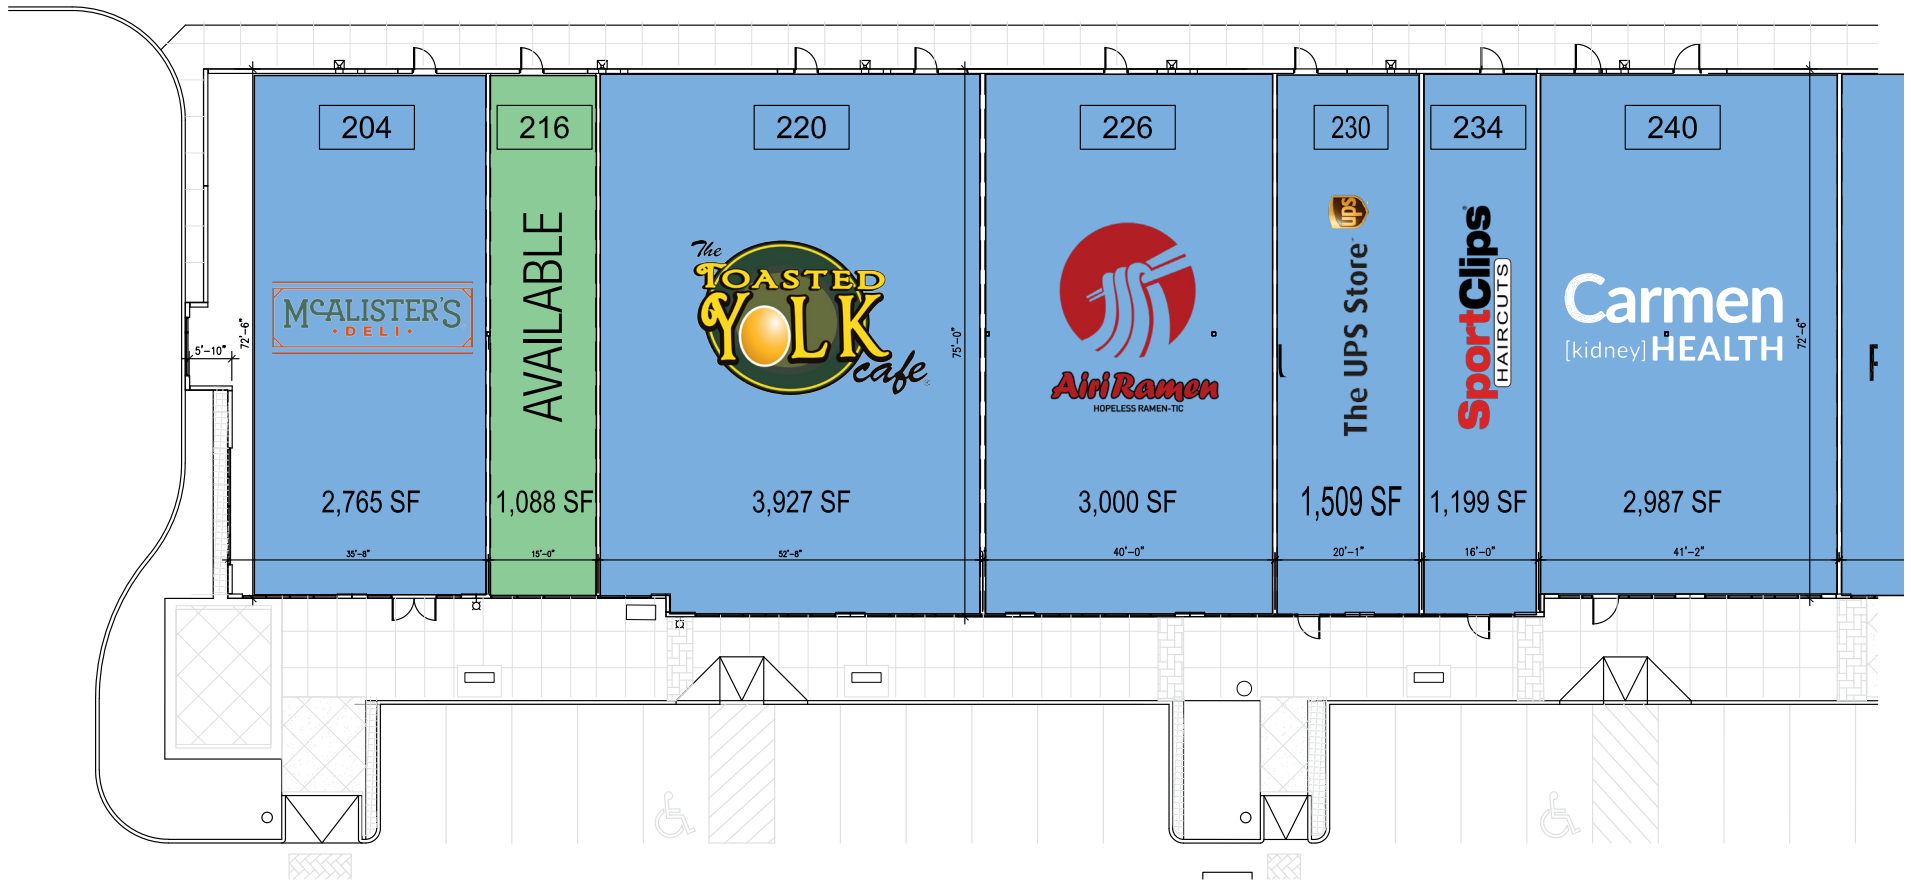 204
216
220
226
230
234
240
McALISTER'S
• DELI •
AVAILABLE
The
TOASTED
YOLK
cafe
Airi Ramen
HOPELESS RAMEN-TIC
ups
The UPS Store
SportClips
HAIRCUTS
Carmen
[kidney] HEALTH
5'-10"
72'-6"
75'-0"
72'-6"
2,765 SF
1,088 SF
3,927 SF
3,000 SF
1,509 SF
1,199 SF
2,987 SF
35'-8"
15'-0"
52'-8"
40'-0"
20'-1"
16'-0"
41'-2"